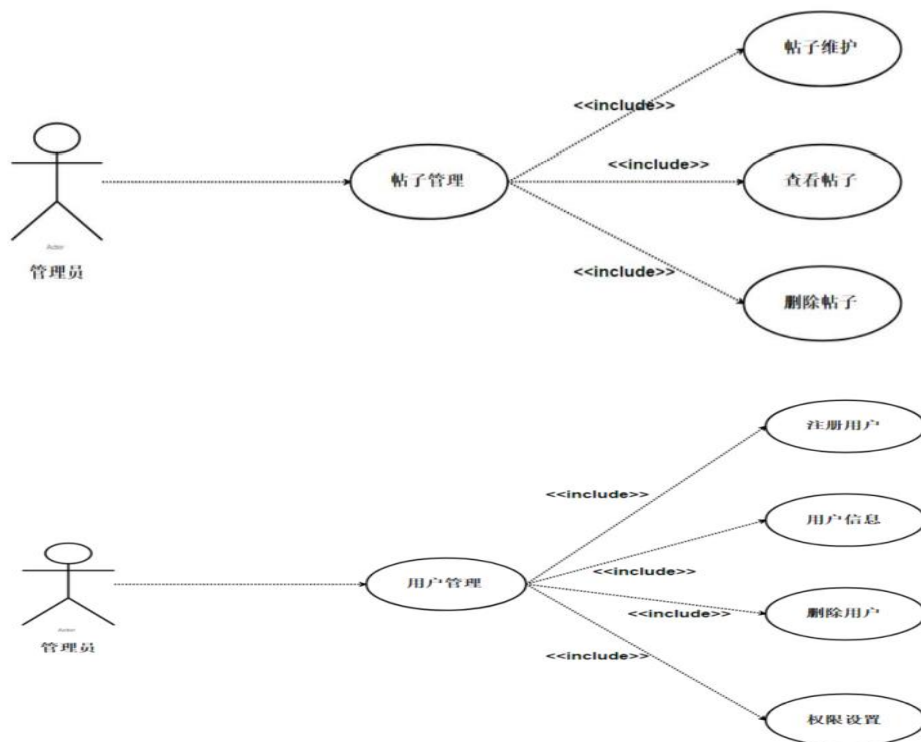 帖子维护
<<include>>
<<include>>
帖子管理
查看帖子
<<include>>
删除帖子
Actor
管理员
注册用户
<<include>>
用户信息
<<include>>
用户管理
<<include>>
删除用户
Actor
管理员
<<include>>
权限设置